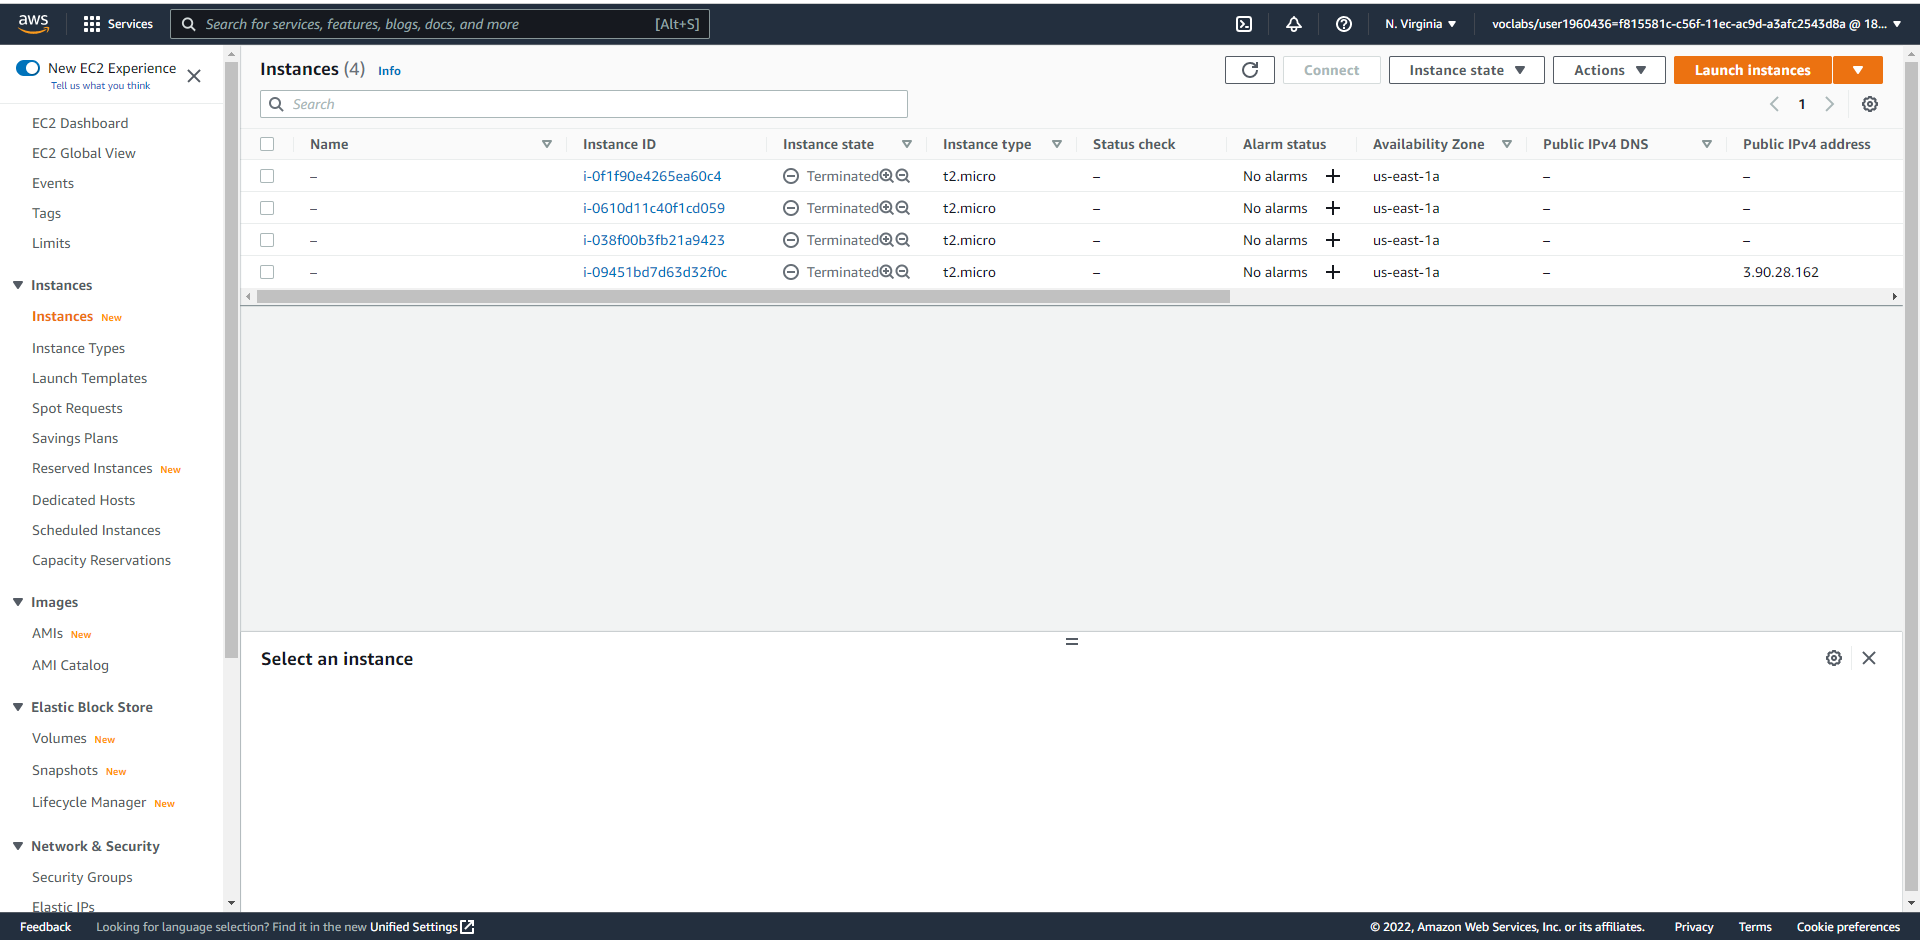 aws Services Search for services, features, blogs, docs, and more [Alt+S] N. Virginia voclabs/user1960436=f815581c-c56f-11ec-ac9d-a3afc2543d8a @ 18...
New EC2 Experience
Tell us what you think
EC2 Dashboard
EC2 Global View
Events
Tags
Limits
Instances
Instances New
Instance Types
Launch Templates
Spot Requests
Savings Plans
Reserved Instances New
Dedicated Hosts
Scheduled Instances
Capacity Reservations
Images
AMIs New
AMI Catalog
Elastic Block Store
Volumes New
Snapshots New
Lifecycle Manager New
Network & Security
Security Groups
Elastic IPs
Instances (4) Info Connect Instance state Actions Launch instances
Search 1
Name Instance ID Instance state Instance type Status check Alarm status Availability Zone Public IPv4 DNS Public IPv4 address
– i-0f1f90e4265ea60c4 Terminated t2.micro – No alarms us-east-1a – –
– i-0610d11c40f1cd059 Terminated t2.micro – No alarms us-east-1a – –
– i-038f00b3fb21a9423 Terminated t2.micro – No alarms us-east-1a – –
– i-09451bd7d63d32f0c Terminated t2.micro – No alarms us-east-1a – 3.90.28.162
Select an instance
Feedback Looking for language selection? Find it in the new Unified Settings © 2022, Amazon Web Services, Inc. or its affiliates. Privacy Terms Cookie preferences